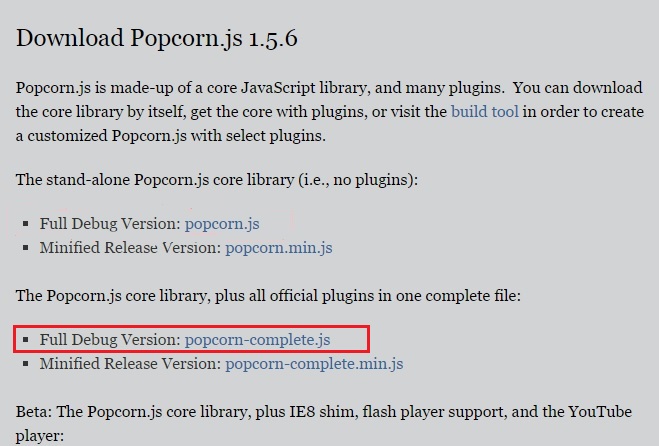 Download Popcorn.js 1.5.6
Popcorn.js is made-up of a core JavaScript library, and many plugins. You can download
the core library by itself, get the core with plugins, or visit the build tool in order to create
a customized Popcorn.js with select plugins.
The stand-alone Popcorn.js core library (i.e., no plugins):
Full Debug Version: popcorn.js
Minified Release Version: popcorn.min.js
The Popcorn.js core library, plus all official plugins in one complete file:
Full Debug Version: popcorn-complete.js
Minified Release Version: popcorn-complete.min.js
Beta: The Popcorn.js core library, plus IE8 shim, flash player support, and the YouTube
player: